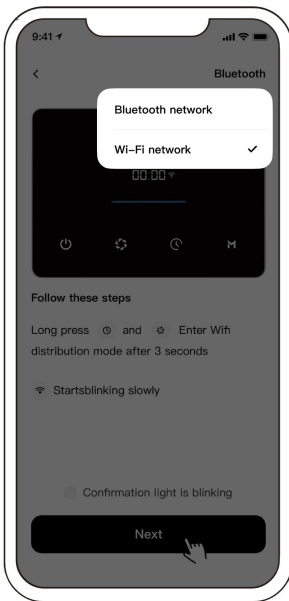 9:41
Bluetooth
Bluetooth network
Wi-Fi network
00:00
M
Follow these steps
Long press and Enter Wifi
distribution mode after 3 seconds
Startsblinking slowly
Confirmation light is blinking
Next